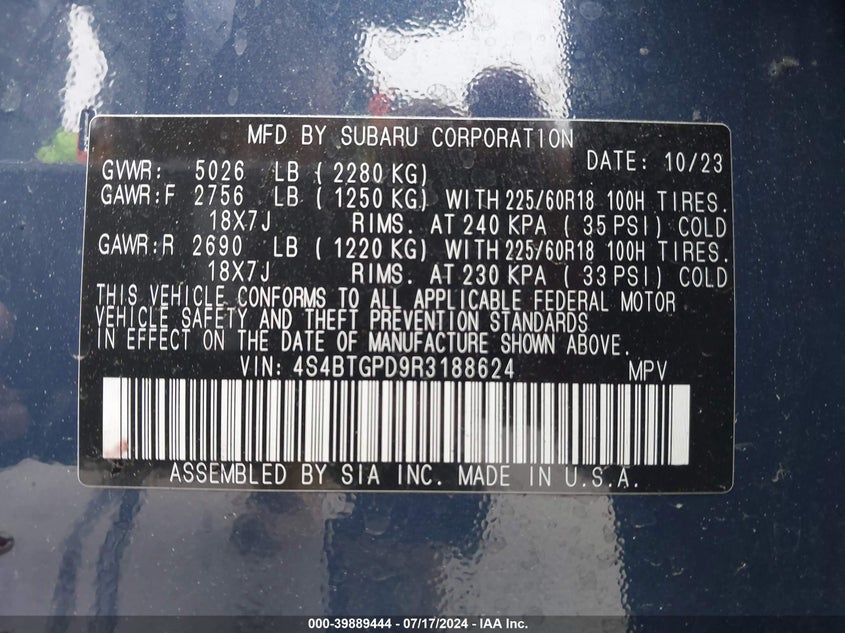 MFD BY SUBARU CORPORATION
DATE: 10/23
GVWR: 5026 LB ( 2280 KG)
GAWR:F 2756 LB ( 1250 KG) WITH 225/60R18 100H TIRES.
18X7J RIMS. AT 240 KPA ( 35 PSI) COLD
GAWR:R 2690 LB ( 1220 KG) WITH 225/60R18 100H TIRES.
18X7J RIMS. AT 230 KPA ( 33 PSI) COLD
THIS VEHICLE CONFORMS TO ALL APPLICABLE FEDERAL MOTOR
VEHICLE SAFETY AND THEFT PREVENTION STANDARDS
IN EFFECT ON THE DATE OF MANUFACTURE SHOWN ABOVE.
VIN: 4S4BTGPD9R3188624 MPV
ASSEMBLED BY SIA INC. MADE IN U.S.A.
000-39889444 - 07/17/2024 - IAA Inc.